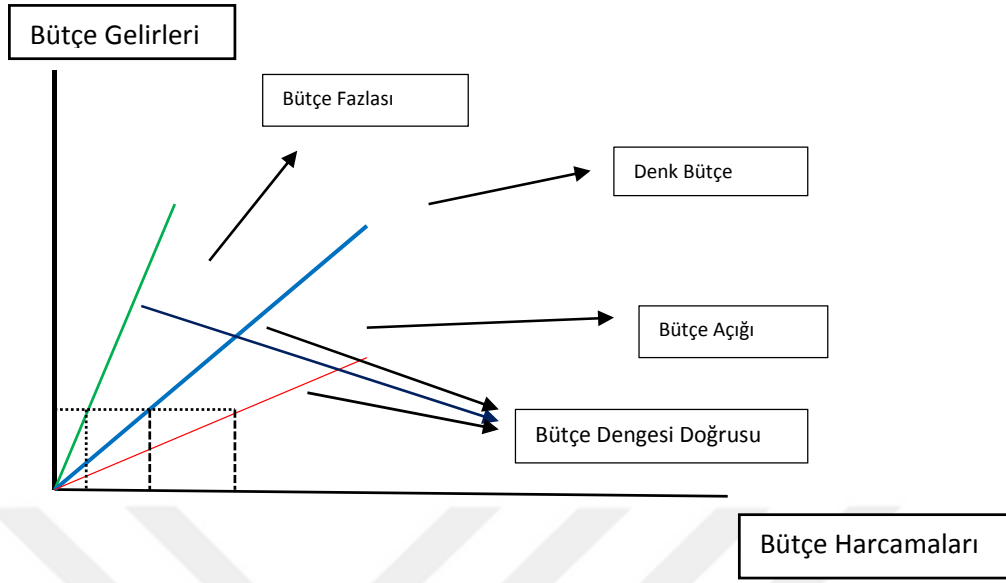 Bütçe Gelirleri
Bütçe Fazlası
Denk Bütçe
Bütçe Açığı
Bütçe Dengesi Doğrusu
Bütçe Harcamaları